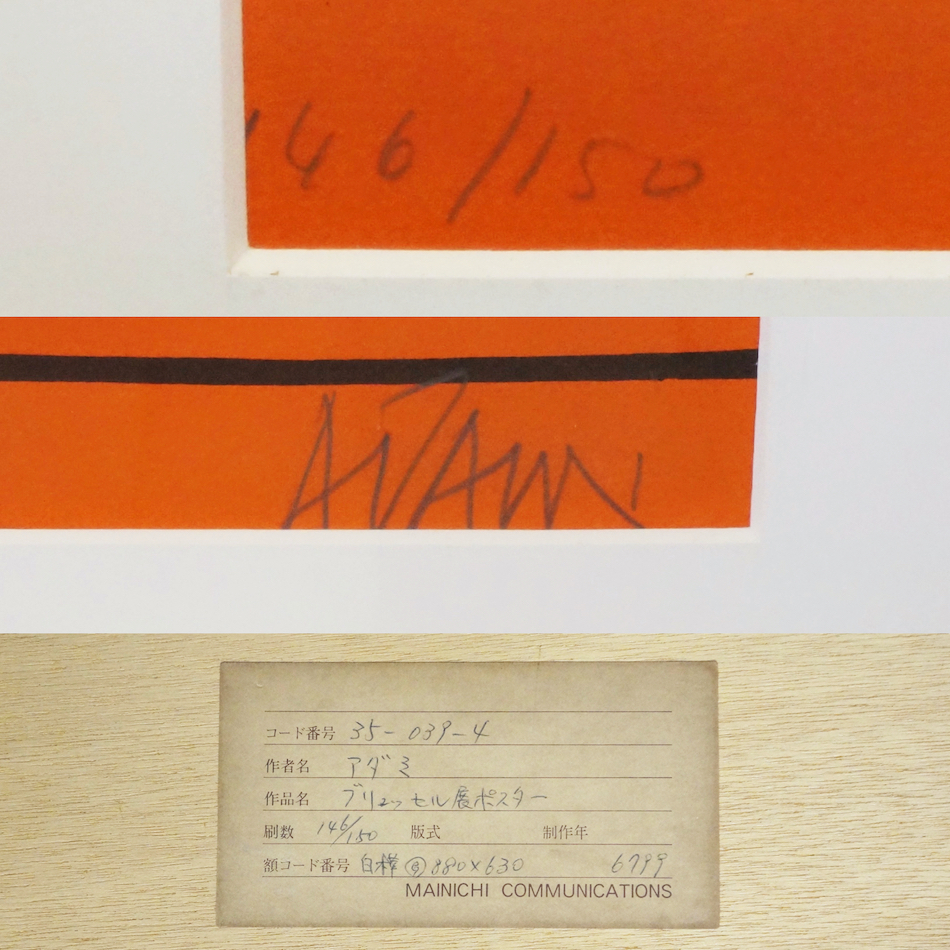 146/150
ADAMI
コード番号 35-039-4
作者名 アダミ
作品名 ブリュッセル展ポスター
刷数 146/150 版式 制作年
額コード番号 白樺 880×630 6799
MAINICHI COMMUNICATIONS